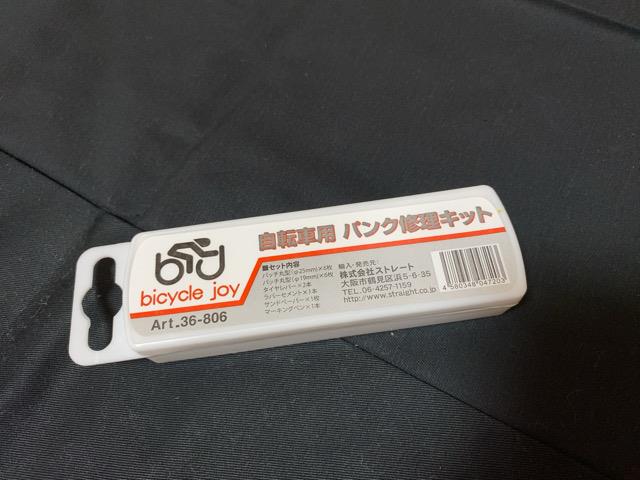 自転車用 パンク修理キット
bicycle joy
Art.36-806
■セット内容
パッチ丸型(φ25mm)×6枚
パッチ丸型(φ19mm)×6枚
タイヤレバー×2本
ラバーセメント×1本
サンドペーパー×1枚
マーキングペン×1本
輸入・発売元:
株式会社ストレート
大阪市鶴見区浜5-6-35
TEL.06-4257-1159
http://www.straight.co.jp
4580348047203